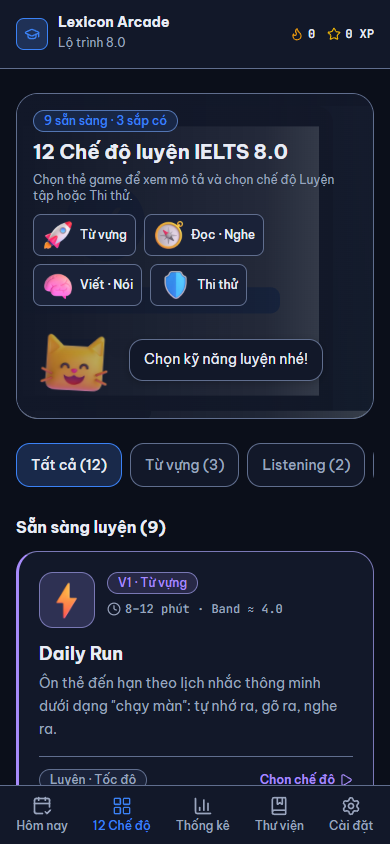 Lexicon Arcade
Lộ trình 8.0
0
0 XP
9 sẵn sàng · 3 sắp có
12 Chế độ luyện IELTS 8.0
Chọn thẻ game để xem mô tả và chọn chế độ Luyện
tập hoặc Thi thử.
Từ vựng
Đọc · Nghe
Viết · Nói
Thi thử
Chọn kỹ năng luyện nhé!
Tất cả (12)
Từ vựng (3)
Listening (2)
Sẵn sàng luyện (9)
V1 · Từ vựng
8–12 phút · Band ≈ 4.0
Daily Run
Ôn thẻ đến hạn theo lịch nhắc thông minh
dưới dạng "chạy màn": tự nhớ ra, gõ ra, nghe
ra.
Luyện · Tốc độ
Chọn chế độ
Hôm nay
12 Chế độ
Thống kê
Thư viện
Cài đặt